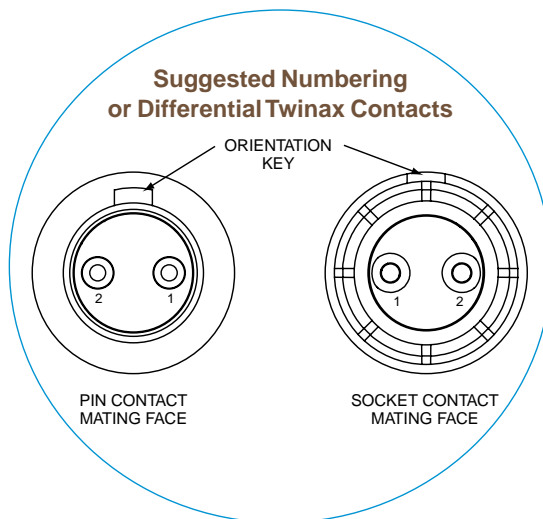 Suggested Numbering
or Differential Twinax Contacts
ORIENTATION
KEY
2 1
1 2
PIN CONTACT
MATING FACE
SOCKET CONTACT
MATING FACE